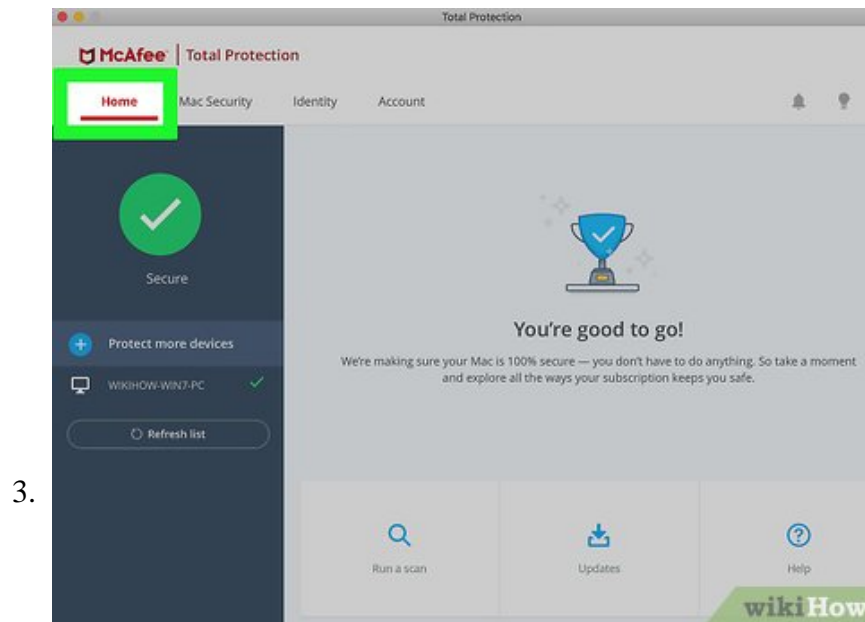 Total Protection
McAfee | Total Protection
Home Mac Security Identity Account
Secure
You're good to go!
Protect more devices
We're making sure your Mac is 100% secure — you don't have to do anything. So take a moment
and explore all the ways your subscription keeps you safe.
WIKIHOW-WIN7-PC
Refresh list
3.
Run a scan Updates Help
wikiHow